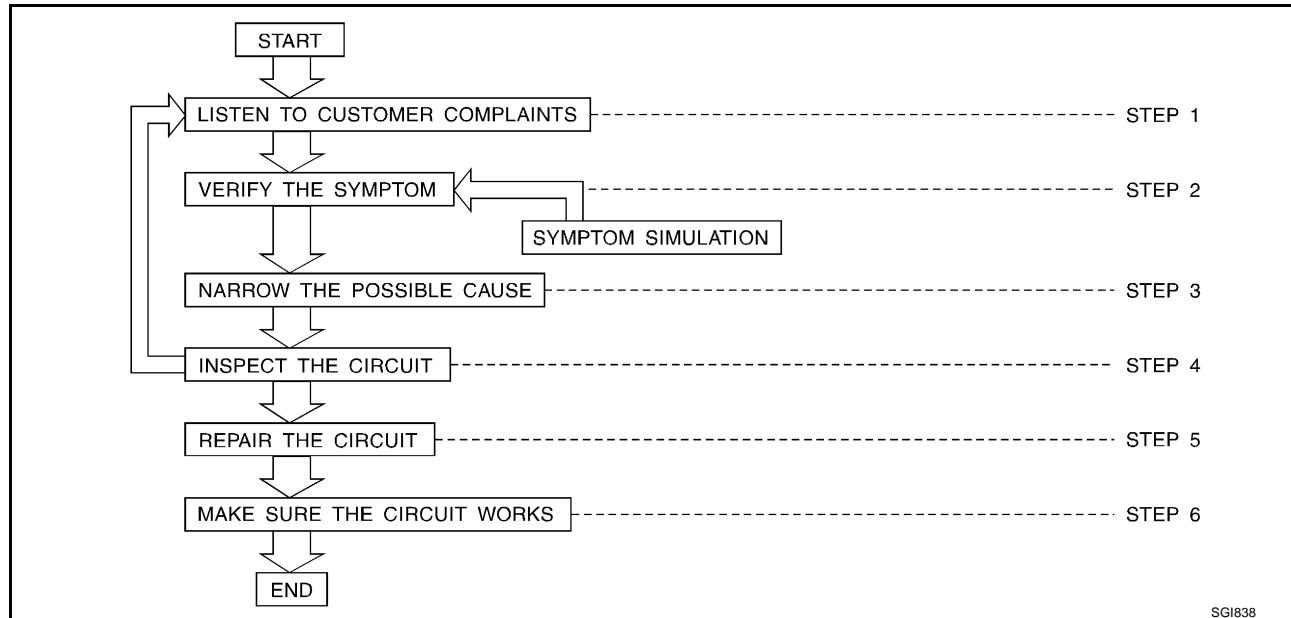 START
LISTEN TO CUSTOMER COMPLAINTS
STEP 1
VERIFY THE SYMPTOM
STEP 2
SYMPTOM SIMULATION
NARROW THE POSSIBLE CAUSE
STEP 3
INSPECT THE CIRCUIT
STEP 4
REPAIR THE CIRCUIT
STEP 5
MAKE SURE THE CIRCUIT WORKS
STEP 6
END
SGI838